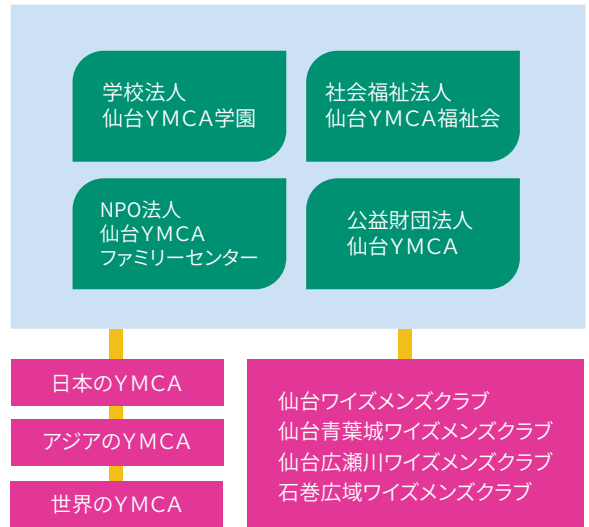 学校法人
仙台YMCA学園
社会福祉法人
仙台YMCA福祉会
NPO法人
仙台YMCA
ファミリーセンター
公益財団法人
仙台YMCA
日本のYMCA
アジアのYMCA
世界のYMCA
仙台ワイズメンズクラブ
仙台青葉城ワイズメンズクラブ
仙台広瀬川ワイズメンズクラブ
石巻広域ワイズメンズクラブ